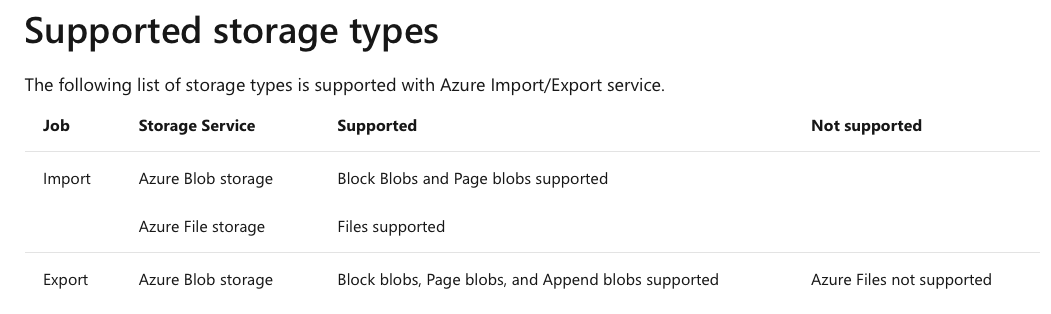 Supported storage types
The following list of storage types is supported with Azure Import/Export service.
Job Storage Service Supported Not supported
Import Azure Blob storage Block Blobs and Page blobs supported
Azure File storage Files supported
Export Azure Blob storage Block blobs, Page blobs, and Append blobs supported Azure Files not supported